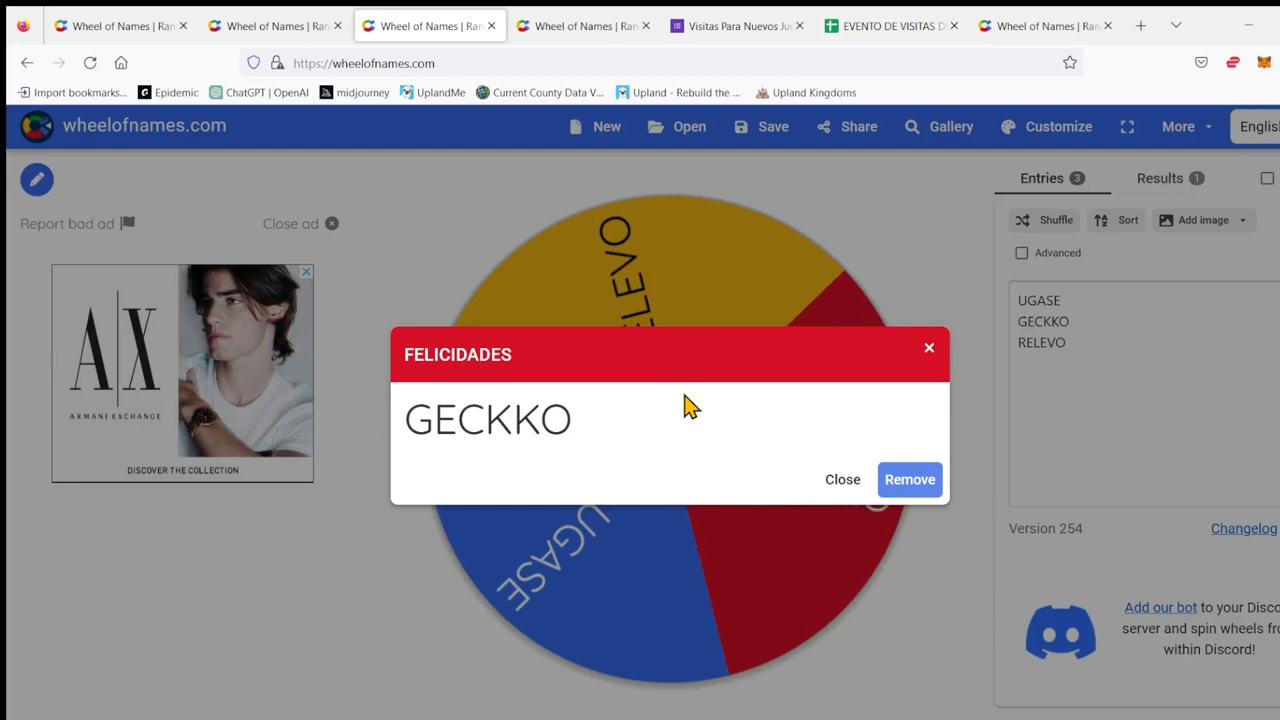 Wheel of Names | Ran
Wheel of Names | Ran
Wheel of Names | Ran
Wheel of Names | Ran
Visitas Para Nuevos Ju
EVENTO DE VISITAS D
Wheel of Names | Ran
https://wheelofnames.com
Import bookmarks...
Epidemic
ChatGPT | OpenAI
midjourney
UplandMe
Current County Data V...
Upland - Rebuild the ...
Upland Kingdoms
wheelofnames.com
New
Open
Save
Share
Gallery
Customize
More
English
Report bad ad
Close ad
Entries 3
Results 1
Shuffle
Sort
Add image
Advanced
A|X
ARMANI EXCHANGE
DISCOVER THE COLLECTION
ELEVO
FELICIDADES
GECKKO
Close
Remove
UGASE
UGASE
GECKKO
RELEVO
Version 254
Changelog
Add our bot to your Disco
server and spin wheels fro
within Discord!